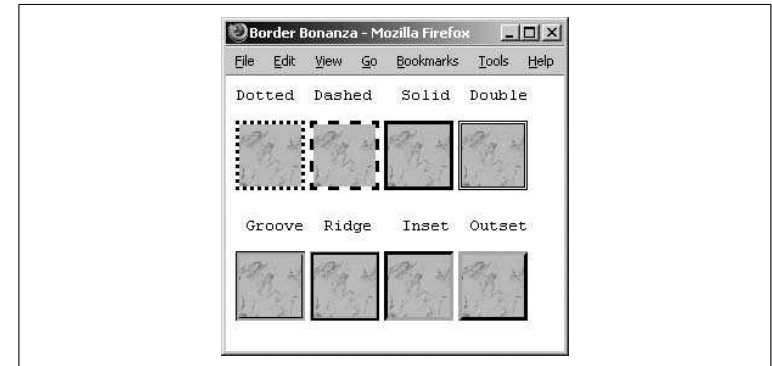 Border Bonanza - Mozilla Firefox
File Edit View Go Bookmarks Tools Help
Dotted Dashed Solid Double
Groove Ridge Inset Outset